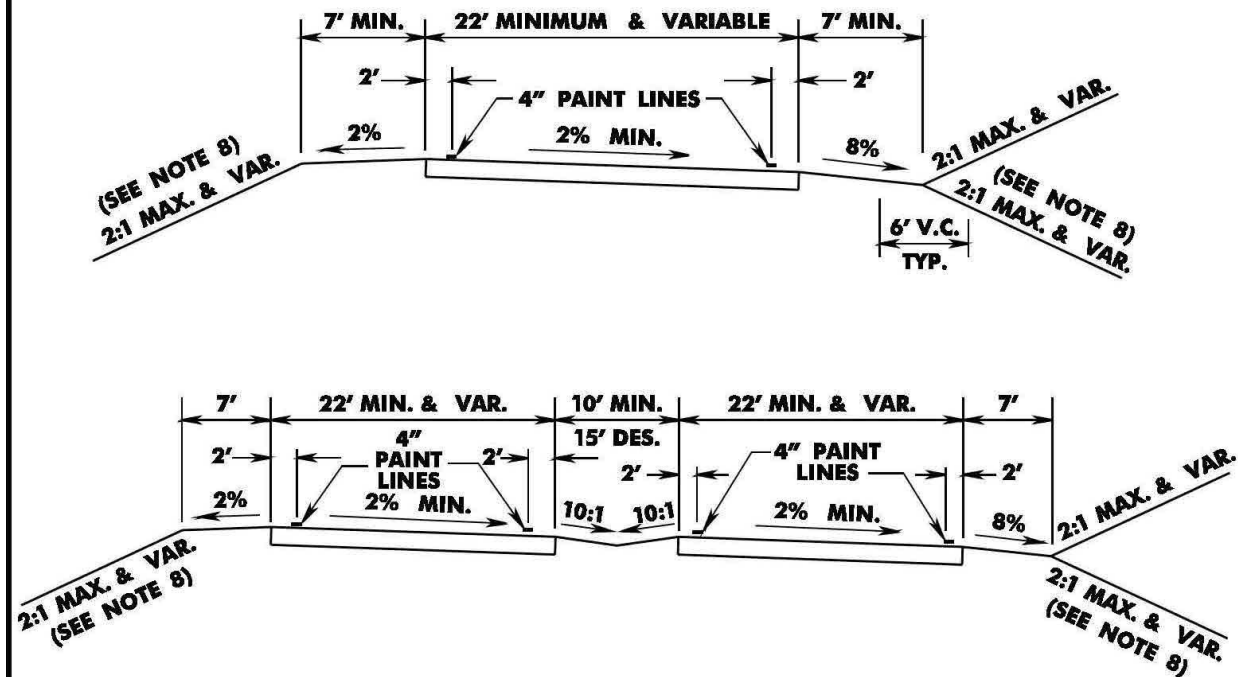 7' MIN.
22' MINIMUM & VARIABLE
7' MIN.
2'
2'
4" PAINT LINES
2%
2% MIN.
8%
(SEE NOTE 8)
2:1 MAX. & VAR.
2:1 MAX. & VAR.
(SEE NOTE 8)
2:1 MAX. & VAR.
6' V.C.
TYP.
7'
22' MIN. & VAR.
10' MIN.
22' MIN. & VAR.
7'
15' DES.
2'
4"
PAINT
LINES
2'
2'
4" PAINT
LINES
2'
2%
2% MIN.
10:1
10:1
2% MIN.
8%
2:1 MAX. & VAR.
2:1 MAX. & VAR.
(SEE NOTE 8)
2:1 MAX. & VAR.
(SEE NOTE 8)